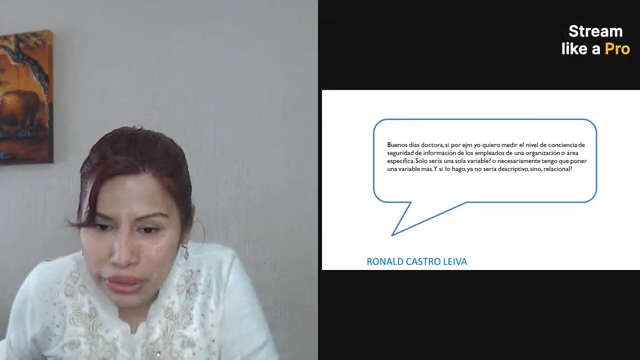 Stream
like a Pro
Buenos días doctora, si por ejm yo quiero medir el nivel de conciencia de
seguridad de información de los empleados de una organización o área
especifica. Solo sería una sola variable? o necesariamente tengo que poner
una variable más. Y si lo hago, ya no sería descriptivo, sino, relacional?
RONALD CASTRO LEIVA